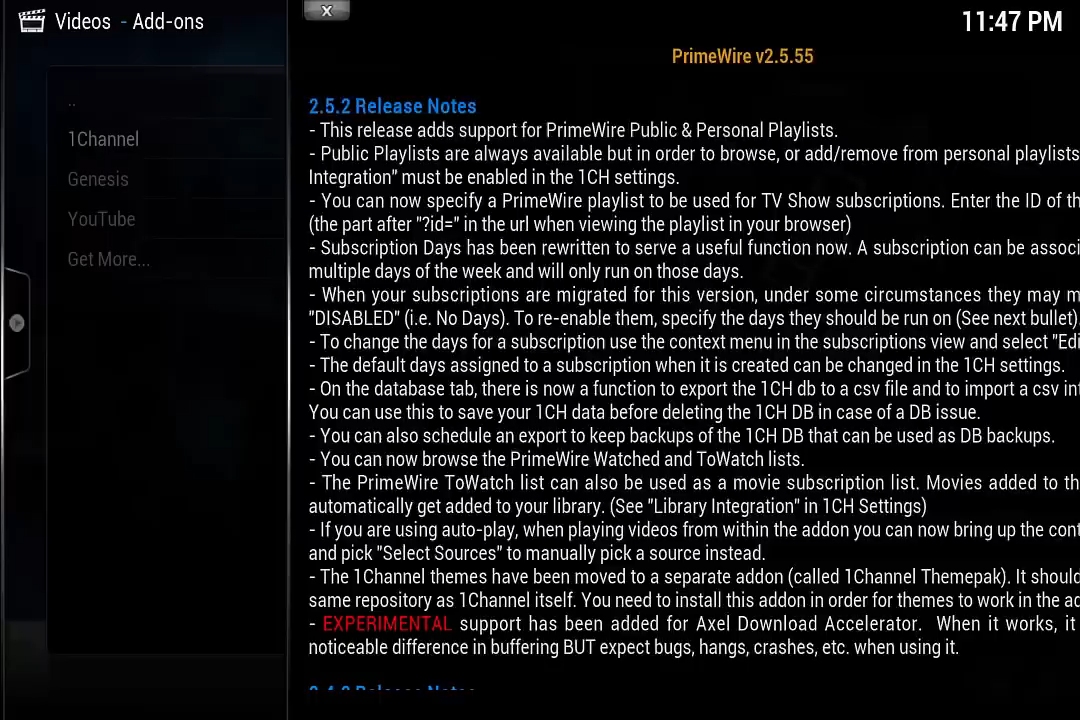 Videos - Add-ons
x
11:47 PM
PrimeWire v2.5.55
..
1Channel
Genesis
YouTube
Get More...
2.5.2 Release Notes
- This release adds support for PrimeWire Public & Personal Playlists.
- Public Playlists are always available but in order to browse, or add/remove from personal playlists
Integration" must be enabled in the 1CH settings.
- You can now specify a PrimeWire playlist to be used for TV Show subscriptions. Enter the ID of
(the part after "?id=" in the url when viewing the playlist in your browser)
- Subscription Days has been rewritten to serve a useful function now. A subscription can be
multiple days of the week and will only run on those days.
- When your subscriptions are migrated for this version, under some circumstances they may
"DISABLED" (i.e. No Days). To re-enable them, specify the days they should be run on (See next bullet)
- To change the days for a subscription use the context menu in the subscriptions view and select
- The default days assigned to a subscription when it is created can be changed in the 1CH settings.
- On the database tab, there is now a function to export the 1CH db to a csv file and to import a csv
You can use this to save your 1CH data before deleting the 1CH DB in case of a DB issue.
- You can also schedule an export to keep backups of the 1CH DB that can be used as DB backups.
- You can now browse the PrimeWire Watched and ToWatch lists.
- The PrimeWire ToWatch list can also be used as a movie subscription list. Movies added to
automatically get added to your library. (See "Library Integration" in 1CH Settings)
- If you are using auto-play, when playing videos from within the addon you can now bring up the
and pick "Select Sources" to manually pick a source instead.
- The 1Channel themes have been moved to a separate addon (called 1Channel Themepak). It should
same repository as 1Channel itself. You need to install this addon in order for themes to work in the
- EXPERIMENTAL support has been added for Axel Download Accelerator. When it works, it
noticeable difference in buffering BUT expect bugs, hangs, crashes, etc. when using it.
Release Notes